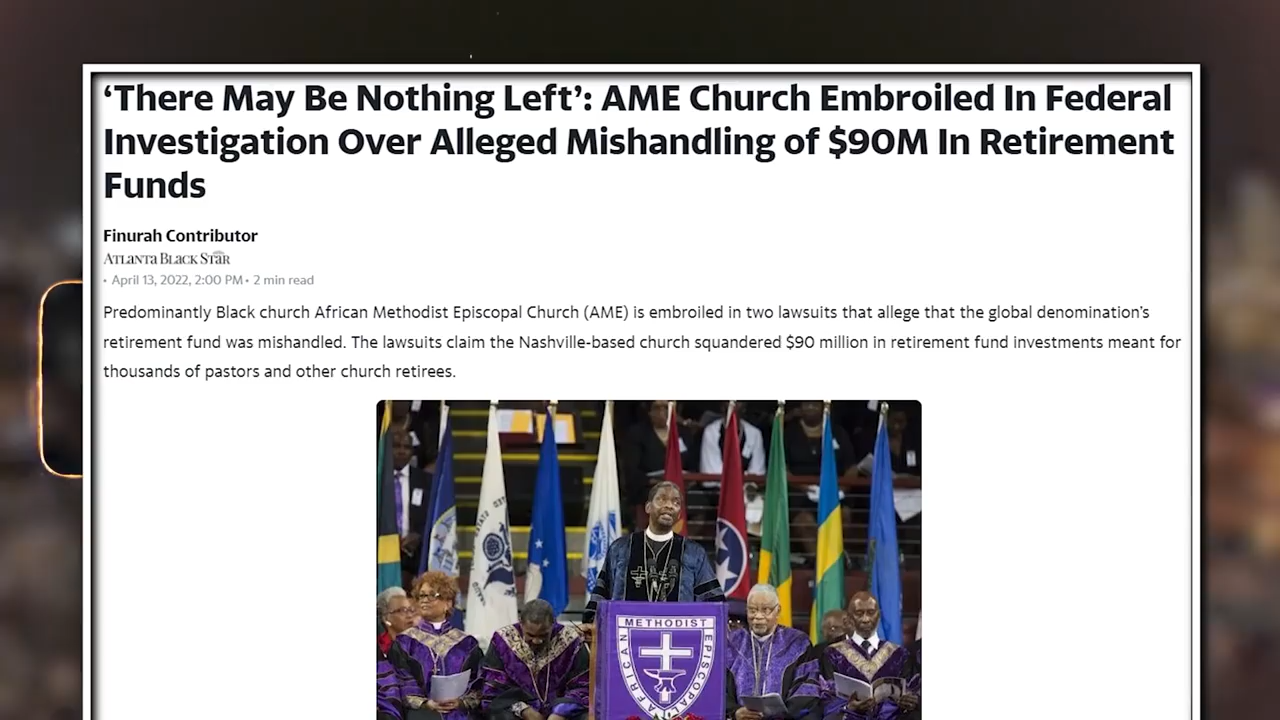 ‘There May Be Nothing Left’: AME Church Embroiled In Federal
Investigation Over Alleged Mishandling of $90M In Retirement
Funds
Finurah Contributor
ATLANTA BLACK STAR
• April 13, 2022, 2:00 PM • 2 min read
Predominantly Black church African Methodist Episcopal Church (AME) is embroiled in two lawsuits that allege that the global denomination’s
retirement fund was mishandled. The lawsuits claim the Nashville-based church squandered $90 million in retirement fund investments meant for
thousands of pastors and other church retirees.
AFRICAN METHODIST EPISCOPAL